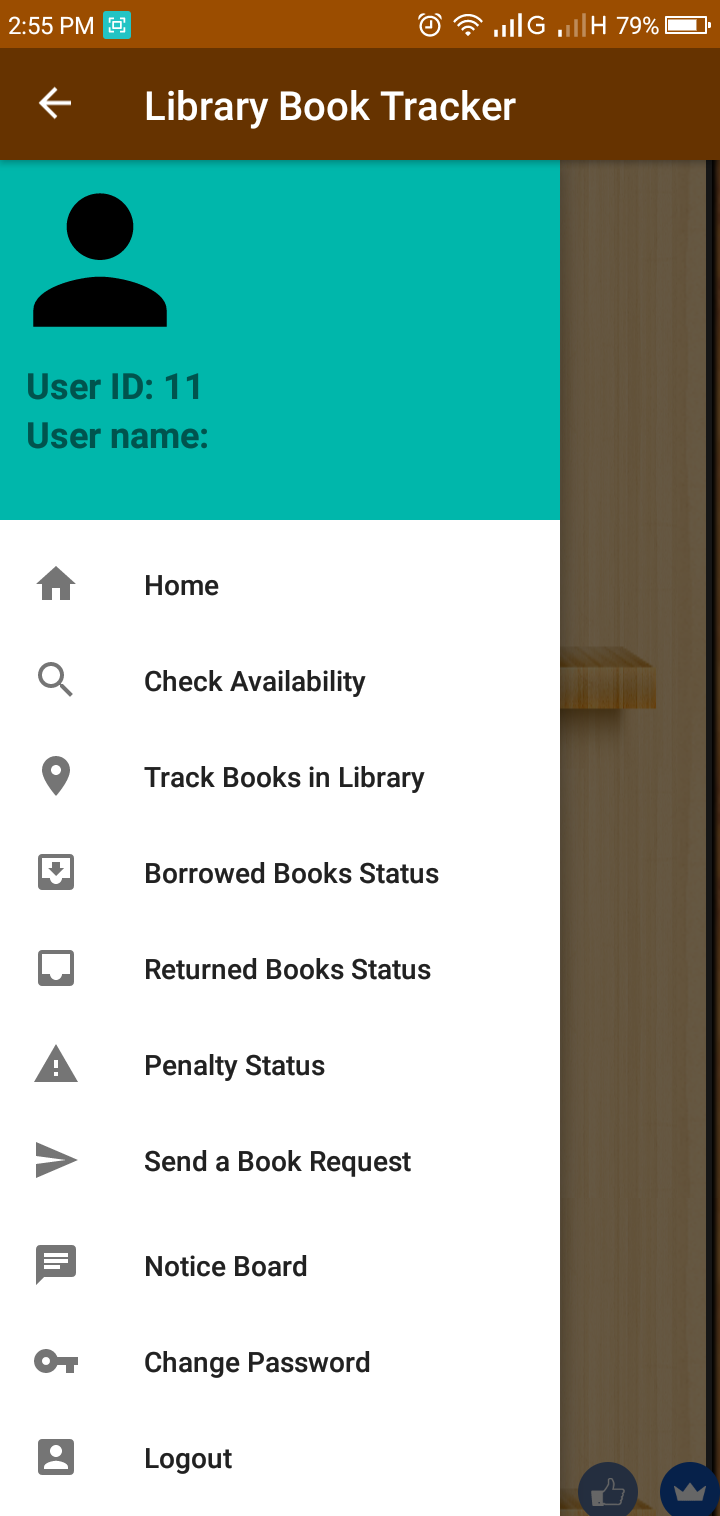 2:55 PM G H 79%
Library Book Tracker
User ID: 11
User name:
Home
Check Availability
Track Books in Library
Borrowed Books Status
Returned Books Status
Penalty Status
Send a Book Request
Notice Board
Change Password
Logout